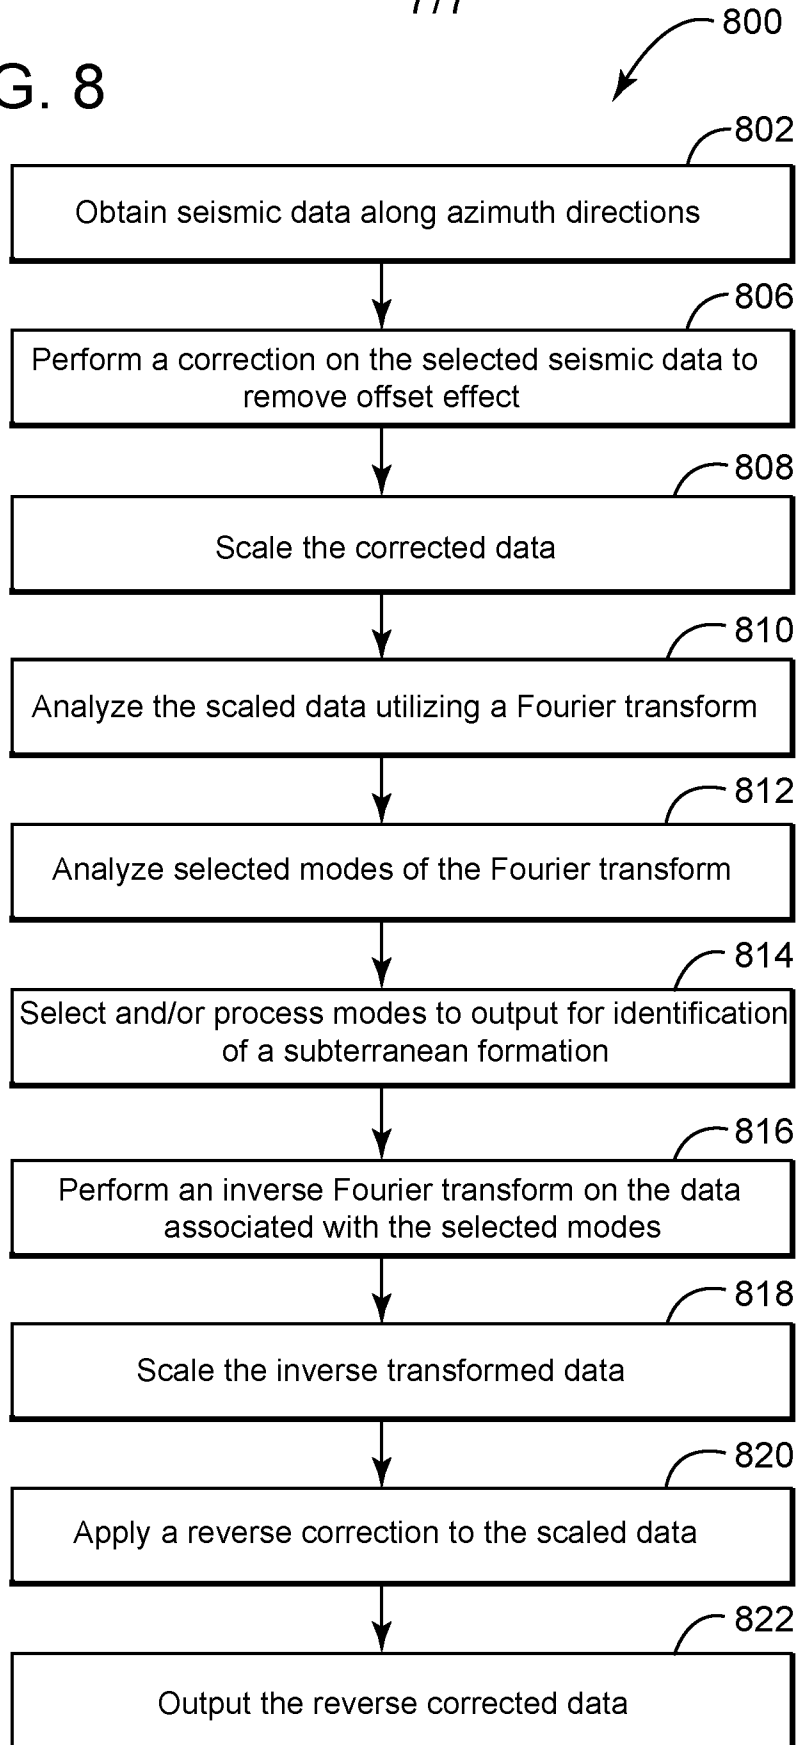 7/7
800
G. 8
802
Obtain seismic data along azimuth directions
806
Perform a correction on the selected seismic data to
remove offset effect
808
Scale the corrected data
810
Analyze the scaled data utilizing a Fourier transform
812
Analyze selected modes of the Fourier transform
814
Select and/or process modes to output for identification
of a subterranean formation
816
Perform an inverse Fourier transform on the data
associated with the selected modes
818
Scale the inverse transformed data
820
Apply a reverse correction to the scaled data
822
Output the reverse corrected data